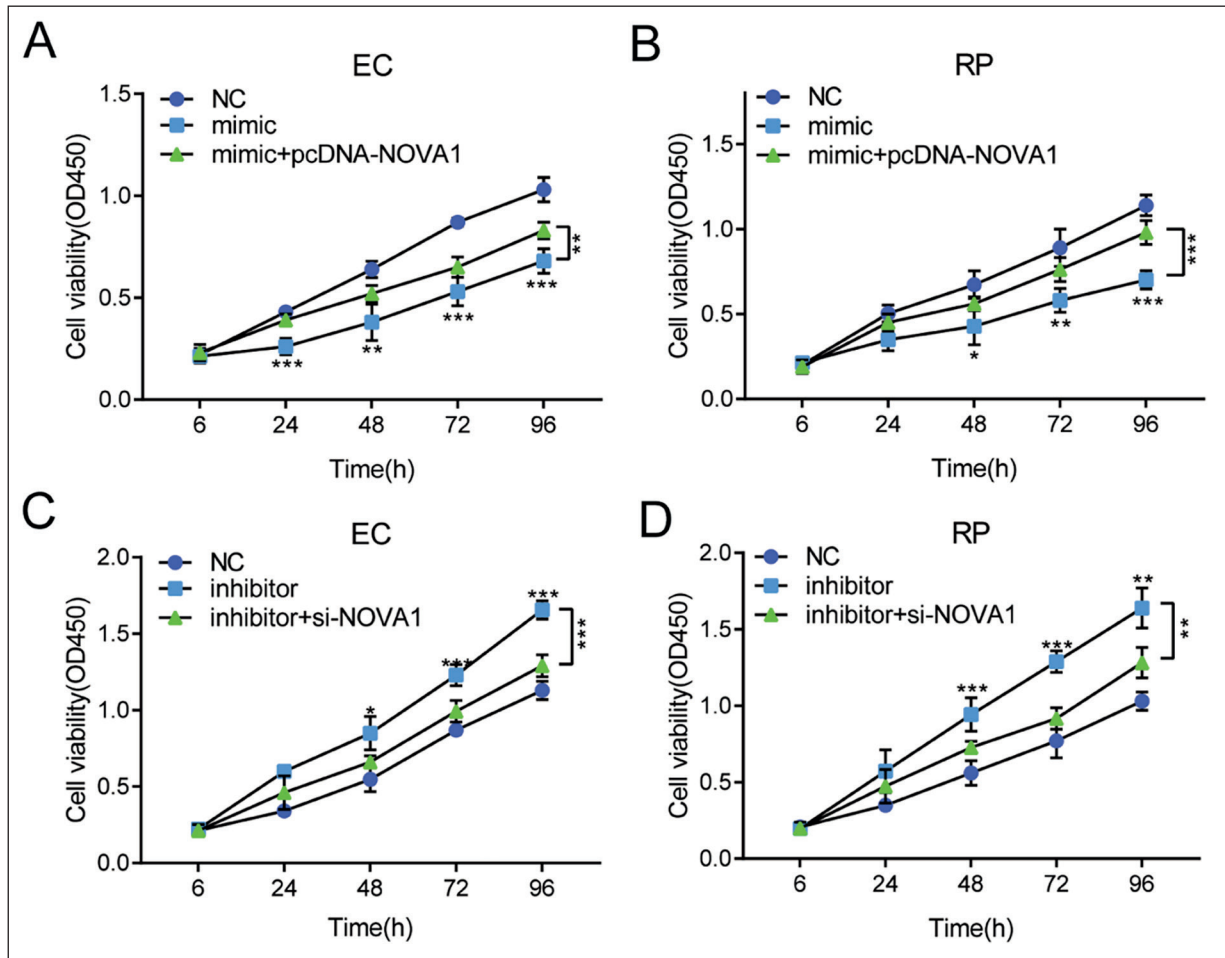 A
EC
NC
mimic
mimic+pcDNA-NOVA1
Cell viability(OD450)
1.5
1.0
0.5
0.0
***
**
***
***
**
6 24 48 72 96
Time(h)
B
RP
NC
mimic
mimic+pcDNA-NOVA1
Cell viability(OD450)
1.5
1.0
0.5
0.0
*
**
***
***
6 24 48 72 96
Time(h)
C
EC
NC
inhibitor
inhibitor+si-NOVA1
Cell viability(OD450)
2.0
1.5
1.0
0.5
0.0
*
***
***
***
6 24 48 72 96
Time(h)
D
RP
NC
inhibitor
inhibitor+si-NOVA1
Cell viability(OD450)
2.0
1.5
1.0
0.5
0.0
***
***
**
**
6 24 48 72 96
Time(h)